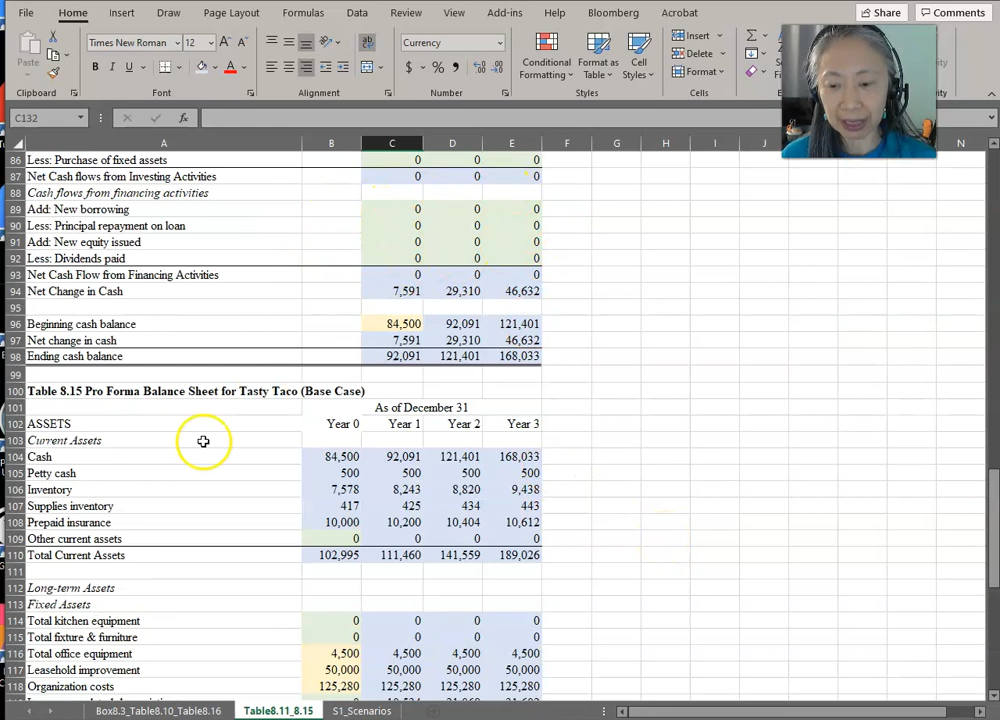 File Home Insert Draw Page Layout Formulas Data Review View Add-ins Help Bloomberg Acrobat Share Comments
Times New Roman 12 Currency Insert
Paste Conditional Format as Cell Delete
Formatting Table Styles Format
Clipboard Font Alignment Number Styles Cells
C132 fx
A B C D E F G H I J K L M N
86 Less: Purchase of fixed assets 0 0 0
87 Net Cash flows from Investing Activities 0 0 0
88 Cash flows from financing activities
89 Add: New borrowing 0 0 0
90 Less: Principal repayment on loan 0 0 0
91 Add: New equity issued 0 0 0
92 Less: Dividends paid 0 0 0
93 Net Cash Flow from Financing Activities 0 0 0
94 Net Change in Cash 7,591 29,310 46,632
95
96 Beginning cash balance 84,500 92,091 121,401
97 Net change in cash 7,591 29,310 46,632
98 Ending cash balance 92,091 121,401 168,033
99
100 Table 8.15 Pro Forma Balance Sheet for Tasty Taco (Base Case)
101 As of December 31
102 ASSETS Year 0 Year 1 Year 2 Year 3
103 Current Assets
104 Cash 84,500 92,091 121,401 168,033
105 Petty cash 500 500 500 500
106 Inventory 7,578 8,243 8,820 9,438
107 Supplies inventory 417 425 434 443
108 Prepaid insurance 10,000 10,200 10,404 10,612
109 Other current assets 0 0 0 0
110 Total Current Assets 102,995 111,460 141,559 189,026
111
112 Long-term Assets
113 Fixed Assets
114 Total kitchen equipment 0 0 0 0
115 Total fixture & furniture 0 0 0 0
116 Total office equipment 4,500 4,500 4,500 4,500
117 Leasehold improvement 50,000 50,000 50,000 50,000
118 Organization costs 125,280 125,280 125,280 125,280
Box8.3_Table8.10_Table8.16 Table8.11_8.15 S1_Scenarios